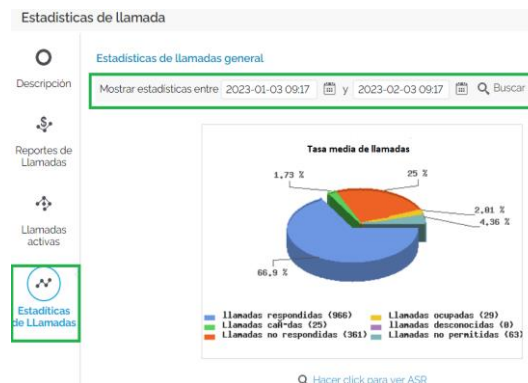 Estadisticas de llamada
Descripción
Reportes de
Llamadas
Llamadas
activas
Estadíticas
de LLamadas
Estadísticas de llamadas general
Mostrar estadísticas entre 2023-01-03 09:17 y 2023-02-03 09:17 Buscar
Tasa media de llamadas
1,73 %
25 %
2,01 %
4,36 %
66,9 %
llamadas respondidas (966)
Llamadas ocupadas (29)
Llamadas caÑ-das (25)
llamadas desconocidas (0)
Llamadas no respondidas (361)
Llamadas no permitidas (63)
Hacer click para ver ASR